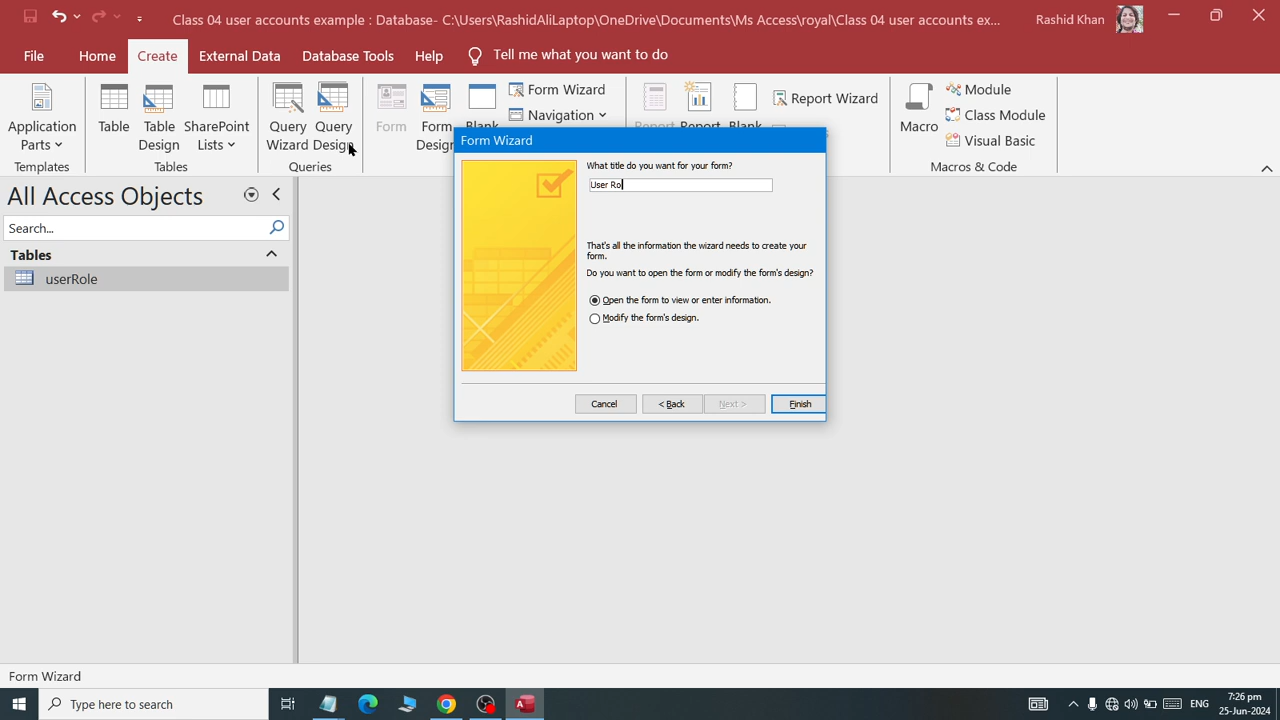 Class 04 user accounts example : Database- C:\Users\RashidAliLaptop\OneDrive\Documents\Ms Access\royal\Class 04 user accounts ex...
Rashid Khan
File Home Create External Data Database Tools Help Tell me what you want to do
Application Parts
Templates
Table
Table Design
SharePoint Lists
Tables
Query Wizard
Query Design
Queries
Form
Form Design
Blank
Form Wizard
Navigation
Report
Report
Blank
Report Wizard
Macro
Module
Class Module
Visual Basic
Macros & Code
All Access Objects
Search...
Tables
userRole
Form Wizard
What title do you want for your form?
User Rol
That's all the information the wizard needs to create your
form.
Do you want to open the form or modify the form's design?
Open the form to view or enter information.
Modify the form's design.
Cancel
< Back
Next >
Finish
Form Wizard
Type here to search
ENG
7:26 pm
25-Jun-2024